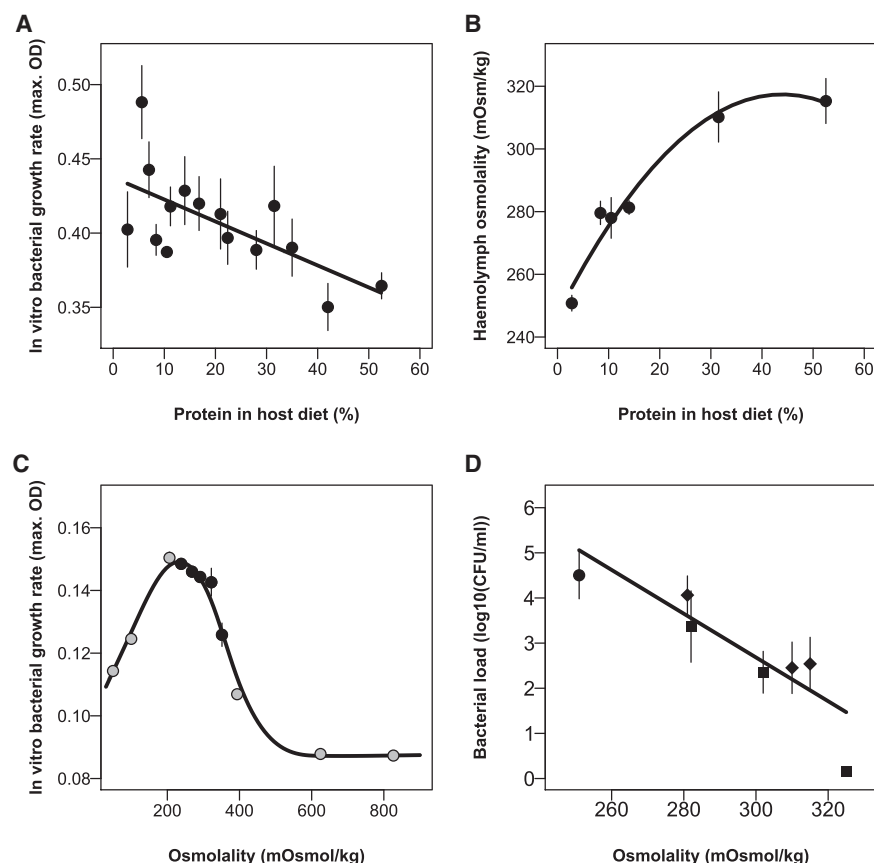 A
In vitro bacterial growth rate (max. OD)
0.50
0.45
0.40
0.35
0 10 20 30 40 50 60
Protein in host diet (%)
B
Haemolymph osmolality (mOsm/kg)
320
300
280
260
240
0 10 20 30 40 50 60
Protein in host diet (%)
C
In vitro bacterial growth rate (max. OD)
0.16
0.14
0.12
0.10
0.08
200 400 600 800
Osmolality (mOsmol/kg)
D
Bacterial load (log10(CFU/ml))
6
5
4
3
2
1
0
260 280 300 320
Osmolality (mOsmol/kg)